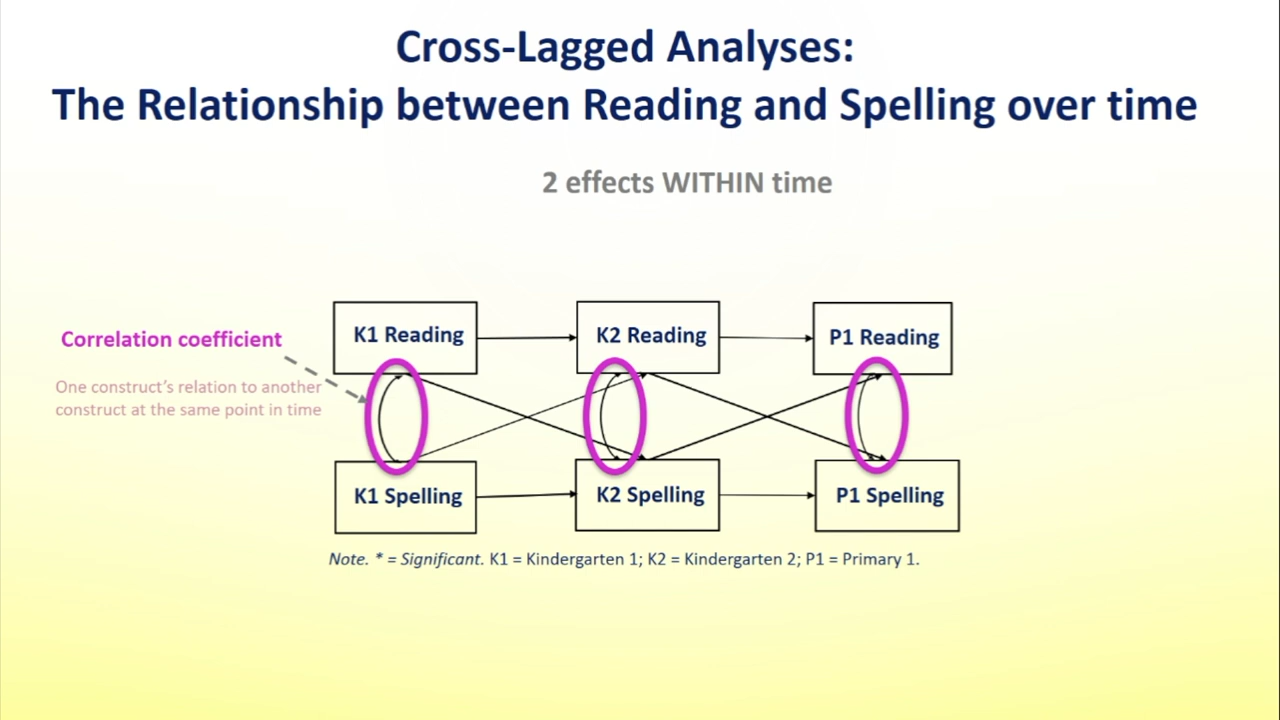 Cross-Lagged Analyses:
The Relationship between Reading and Spelling over time
2 effects WITHIN time
Correlation coefficient
One construct's relation to another
construct at the same point in time
K1 Reading
K2 Reading
P1 Reading
K1 Spelling
K2 Spelling
P1 Spelling
Note. * = Significant. K1 = Kindergarten 1; K2 = Kindergarten 2; P1 = Primary 1.